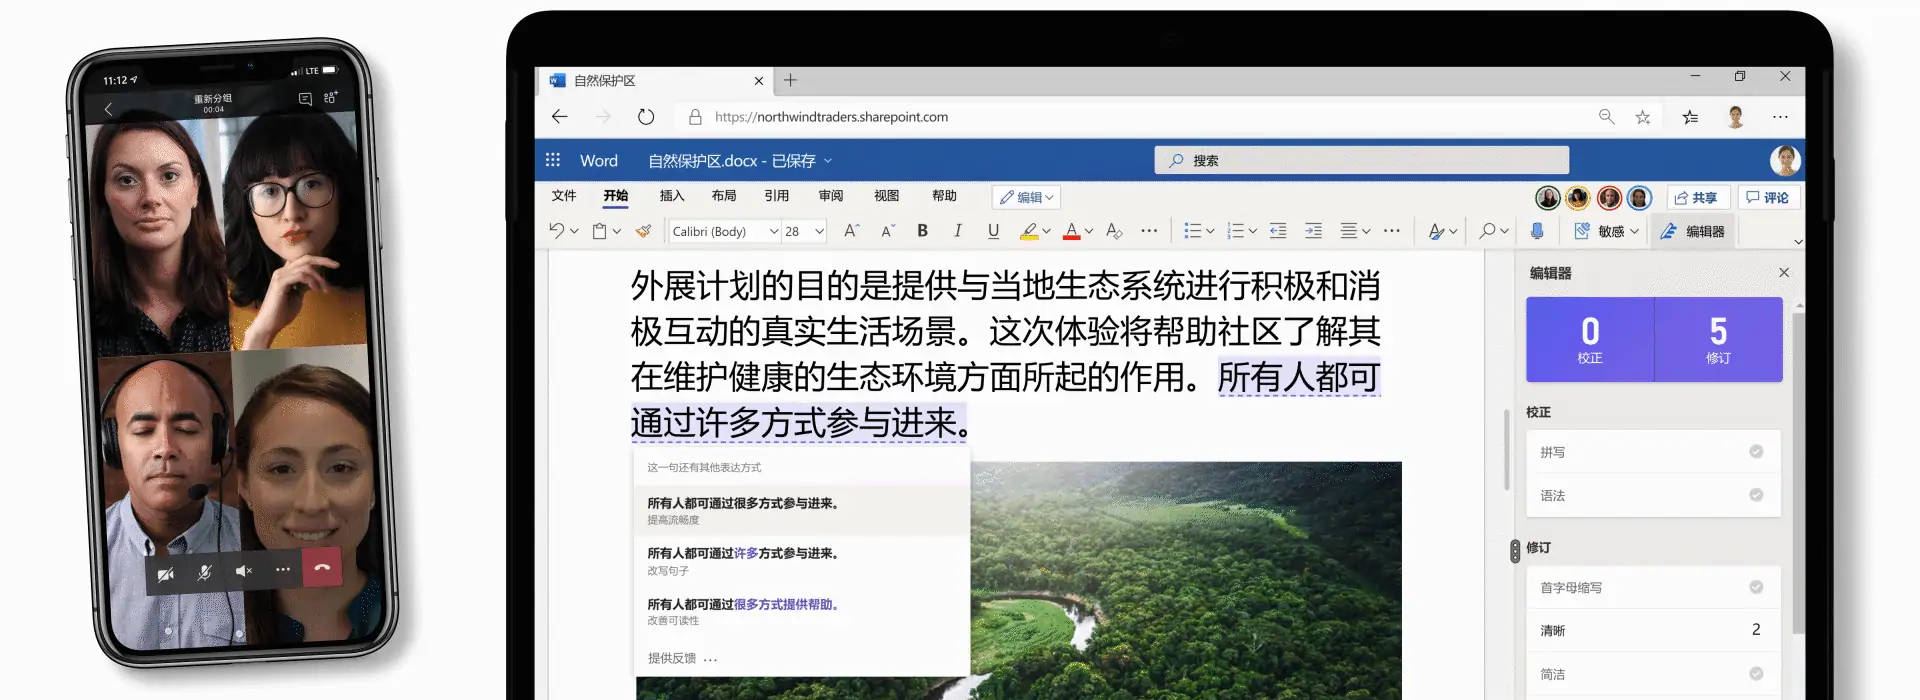 11:12
LTE
重新分组
00:04
自然保护区
https://northwindtraders.sharepoint.com
Word
自然保护区.docx - 已保存
搜索
文件
开始
插入
布局
引用
审阅
视图
帮助
编辑
共享
评论
Calibri (Body)
28
敏感
编辑器
外展计划的目的是提供与当地生态系统进行积极和消
极互动的真实生活场景。这次体验将帮助社区了解其
在维护健康的生态环境方面所起的作用。所有人都可
通过许多方式参与进来。
这一句还有其他表达方式
所有人都可通过很多方式参与进来。
提高流畅度
所有人都可通过许多方式参与进来。
改写句子
所有人都可通过很多方式提供帮助。
改善可读性
提供反馈 ...
编辑器
0
校正
5
修订
校正
拼写
语法
修订
首字母缩写
清晰
2
简洁